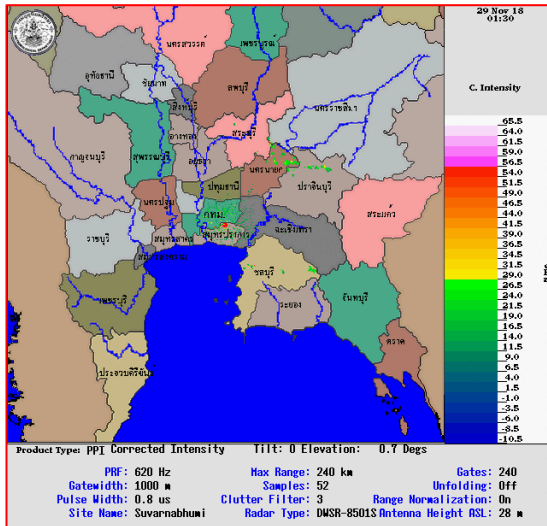 29 Nov 18
01:30
C. Intensity
นครสวรรค์
เพชรบูรณ์
อุทัยธานี
ชัยนาท
ลพบุรี
สิงห์บุรี
นครราชสีมา
อ่างทอง
สระบุรี
กาญจนบุรี
สุพรรณบุรี
อยุธยา
นครนายก
ปราจีนบุรี
ปทุมธานี
นครปฐม
กทม.
สระแก้ว
ราชบุรี
สมุทรสาคร
สมุทรปราการ
ฉะเชิงเทรา
สมุทรสงคราม
ชลบุรี
เพชรบุรี
ระยอง
จันทบุรี
ตราด
ประจวบคีรีขันธ์
65.5
64.0
61.5
59.0
56.5
54.0
51.5
49.0
46.5
44.0
41.5
39.0
36.5
34.0
31.5
29.0
26.5
24.0
21.5
19.0
16.5
14.0
11.5
9.0
6.5
4.0
1.5
-1.0
-3.5
-6.0
-8.5
-10.5
Product Type: PPI Corrected Intensity Tilt: 0 Elevation: 0.7 Degs
PRF: 620 Hz Max Range: 240 km Gates: 240
Gatewidth: 1000 m Samples: 52 Unfolding: Off
Pulse Width: 0.8 us Clutter Filter: 3 Range Normalization: On
Site Name: Suvarnabhumi Radar Type: DWSR-8501S Antenna Height ASL: 28 m